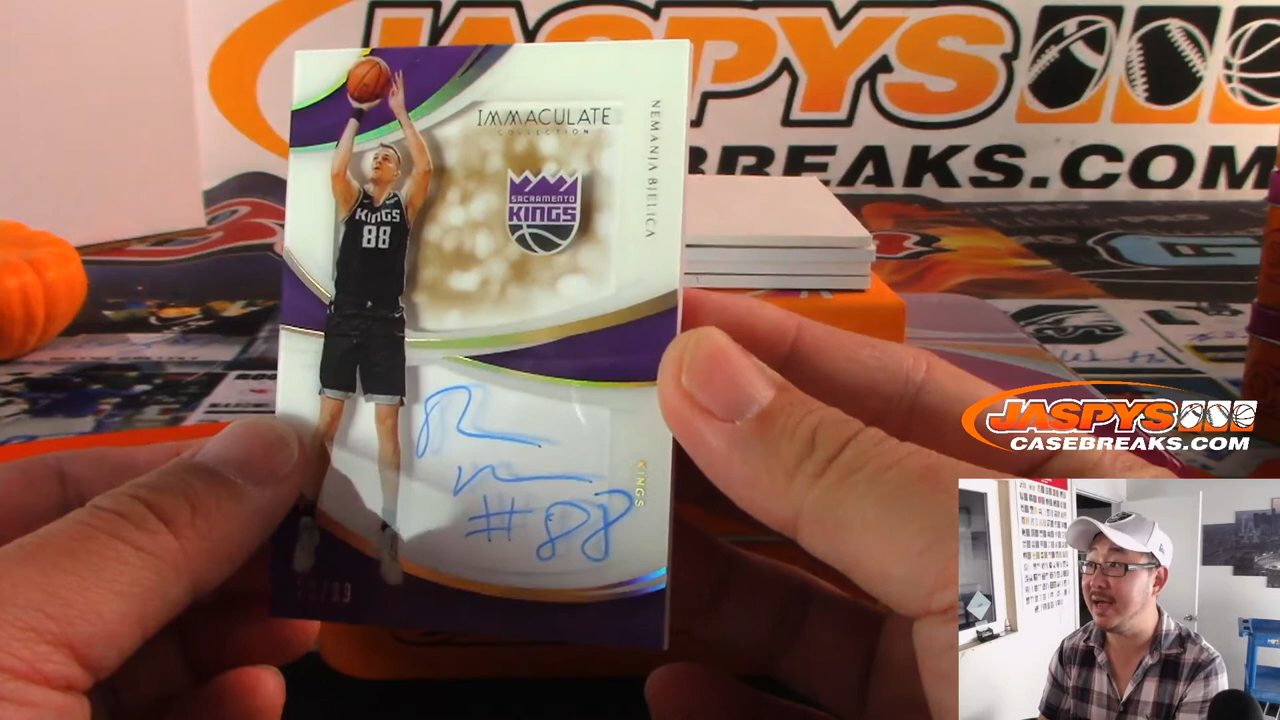 JASPYS
BREAKS.COM
IMMACULATE
COLLECTION
NEMANJA BJELICA
SACRAMENTO
KINGS
KINGS
88
#88
KINGS
JASPYS
CASEBREAKS.COM